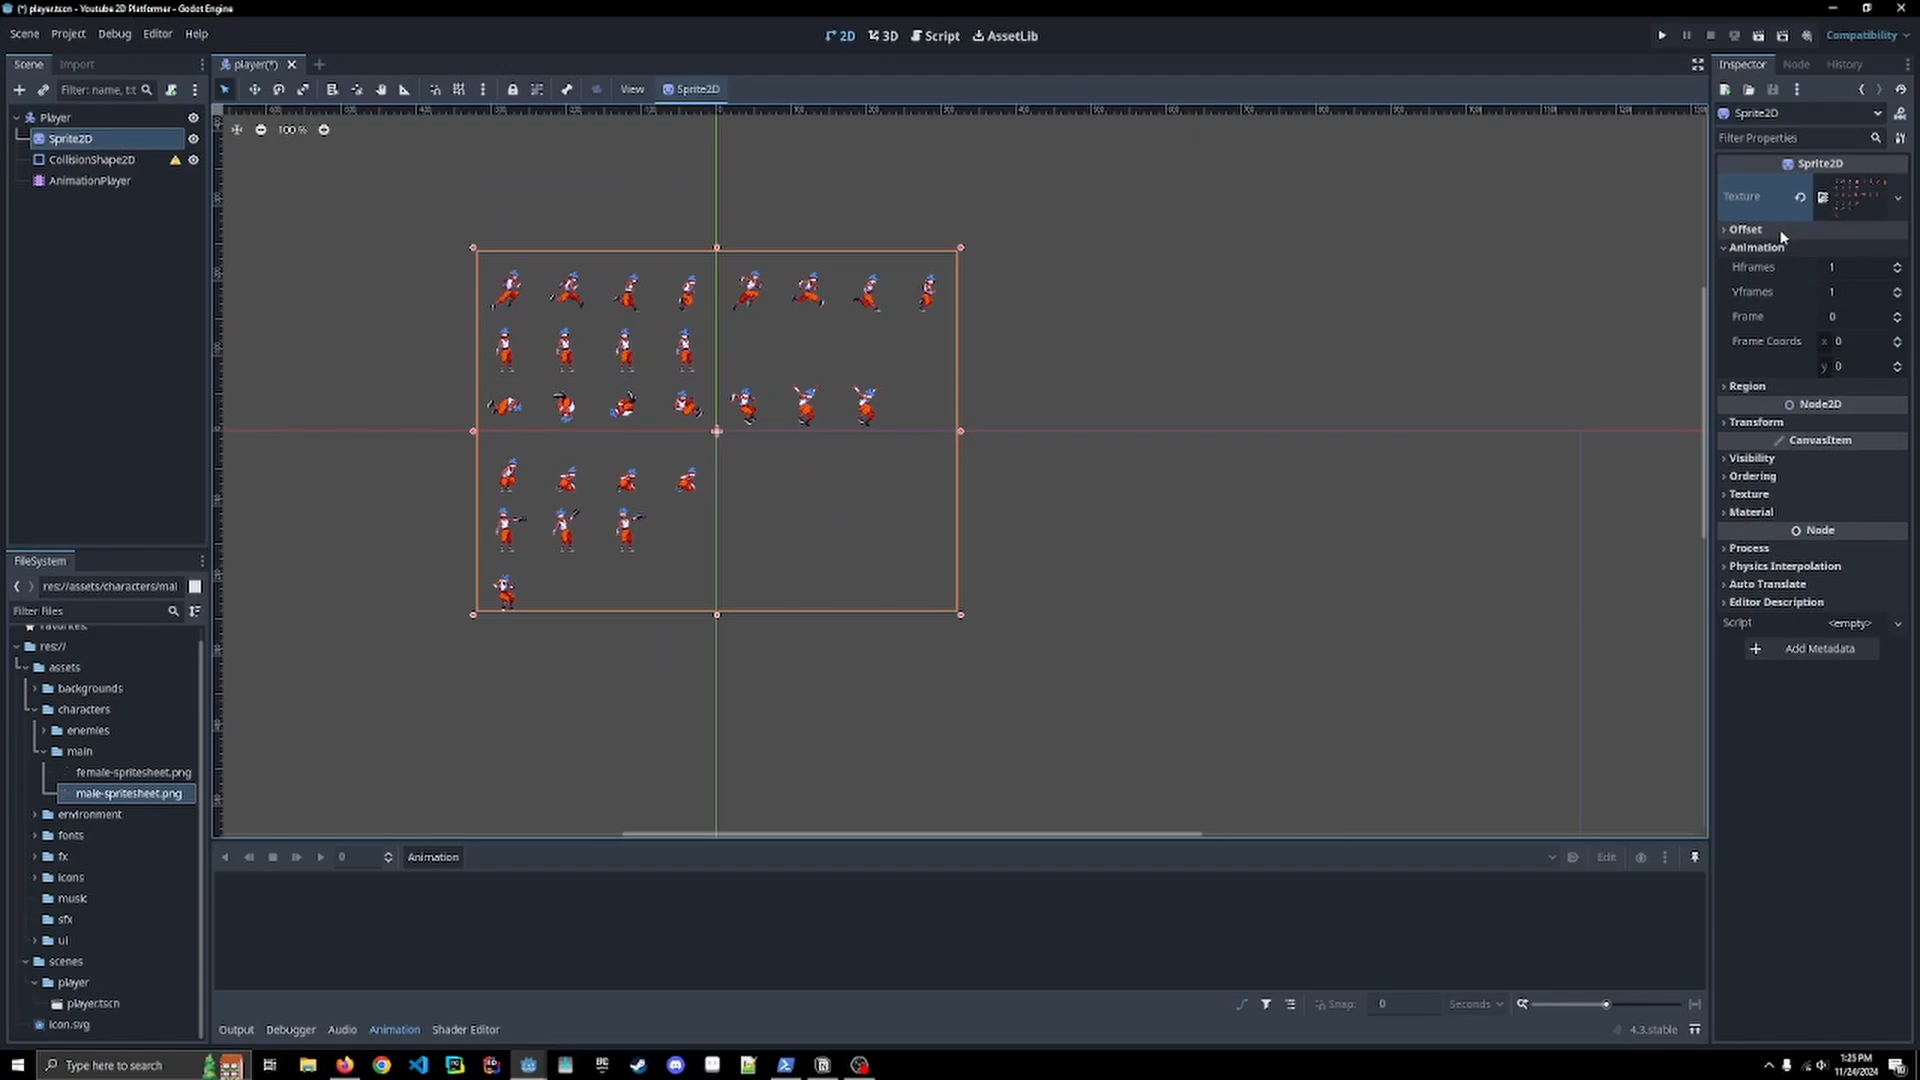 (*) player.tscn - Youtube 2D Platformer - Godot Engine
Scene Project Debug Editor Help
2D 3D Script AssetLib
Compatibility
Scene Import
player(*)
Inspector Node History
Filter: name, t:t
View Sprite2D
Player
Sprite2D
CollisionShape2D
AnimationPlayer
100 %
Sprite2D
Filter Properties
Sprite2D
Texture
Offset
Animation
Hframes 1
Vframes 1
Frame 0
Frame Coords x 0
y 0
Region
Node2D
Transform
CanvasItem
Visibility
Ordering
Texture
Material
Node
Process
Physics Interpolation
Auto Translate
Editor Description
Script <empty>
Add Metadata
FileSystem
res://assets/characters/mai
Filter Files
Favorites:
res://
assets
backgrounds
characters
enemies
main
female-spritesheet.png
male-spritesheet.png
environment
fonts
fx
icons
music
sfx
ui
scenes
player
player.tscn
icon.svg
0 Animation Edit
Snap: 0 Seconds
Output Debugger Audio Animation Shader Editor
4.3.stable
Type here to search
1:25 PM
11/24/2024